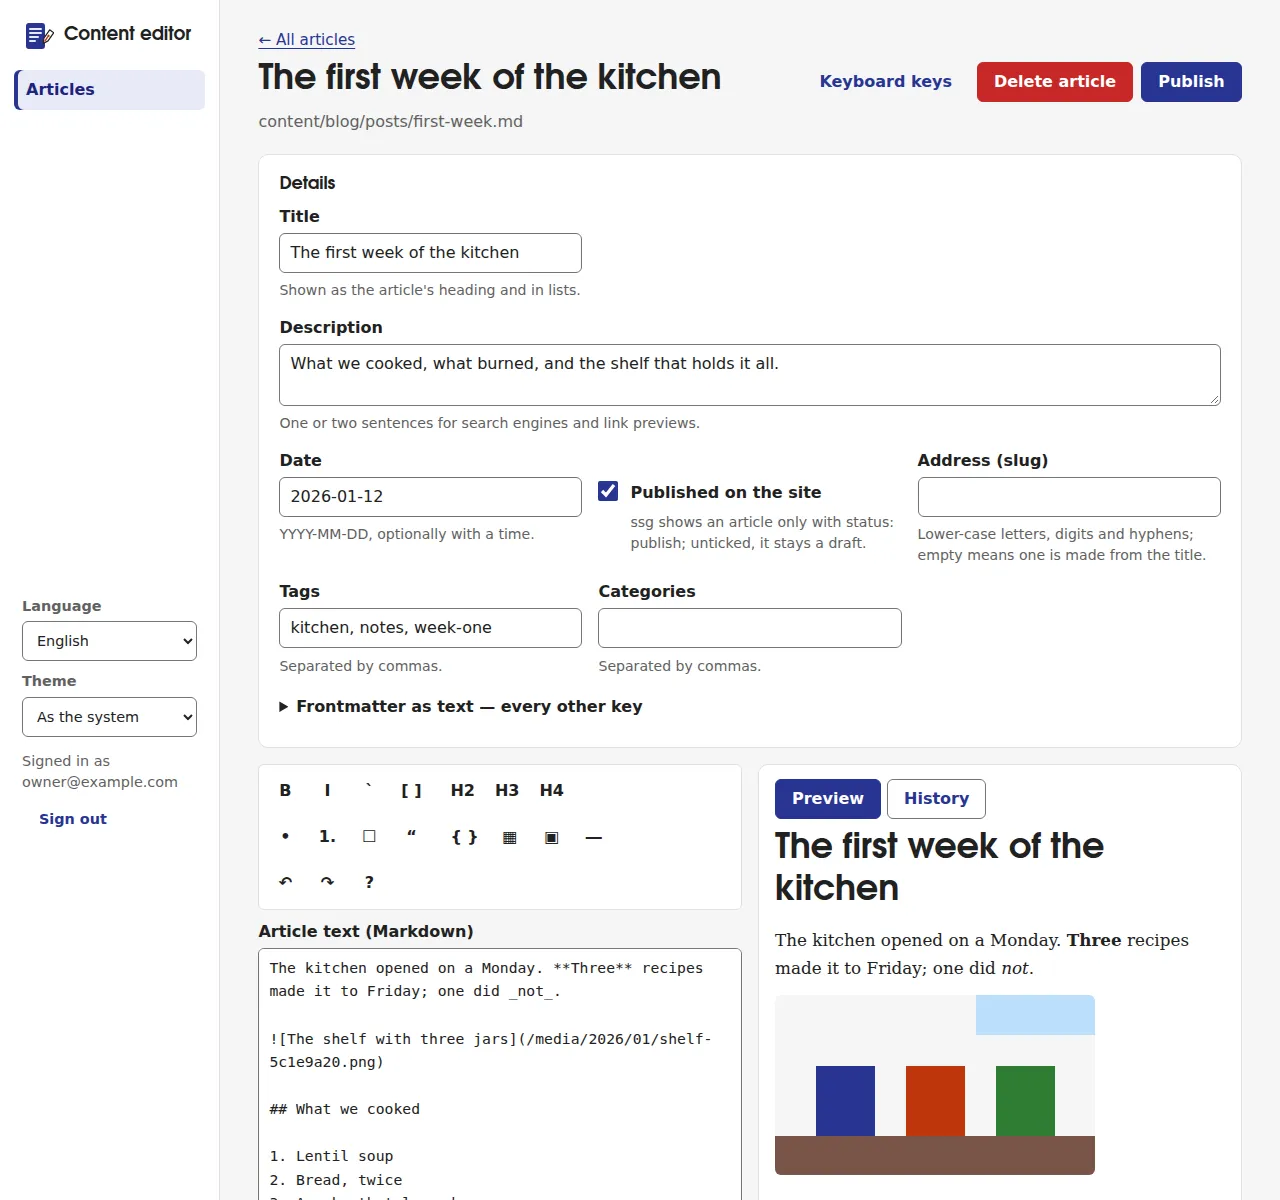 Content editor
Articles
Language
English
Theme
As the system
Signed in as
owner@example.com
Sign out
← All articles
The first week of the kitchen
Keyboard keys
Delete article
Publish
content/blog/posts/first-week.md
Details
Title
The first week of the kitchen
Shown as the article's heading and in lists.
Description
What we cooked, what burned, and the shelf that holds it all.
One or two sentences for search engines and link previews.
Date
2026-01-12
YYYY-MM-DD, optionally with a time.
Published on the site
ssg shows an article only with status:
publish; unticked, it stays a draft.
Address (slug)
Lower-case letters, digits and hyphens;
empty means one is made from the title.
Tags
kitchen, notes, week-one
Separated by commas.
Categories
Separated by commas.
▶ Frontmatter as text — every other key
B I ` [ ] H2 H3 H4
• 1. ☐ “ { } ▦ ▣ —
↶ ↷ ?
Article text (Markdown)
The kitchen opened on a Monday. **Three** recipes
made it to Friday; one did _not_.
![The shelf with three jars](/media/2026/01/shelf-
5c1e9a20.png)
## What we cooked
1. Lentil soup
2. Bread, twice
Preview
History
The first week of the
kitchen
The kitchen opened on a Monday. Three recipes
made it to Friday; one did not.